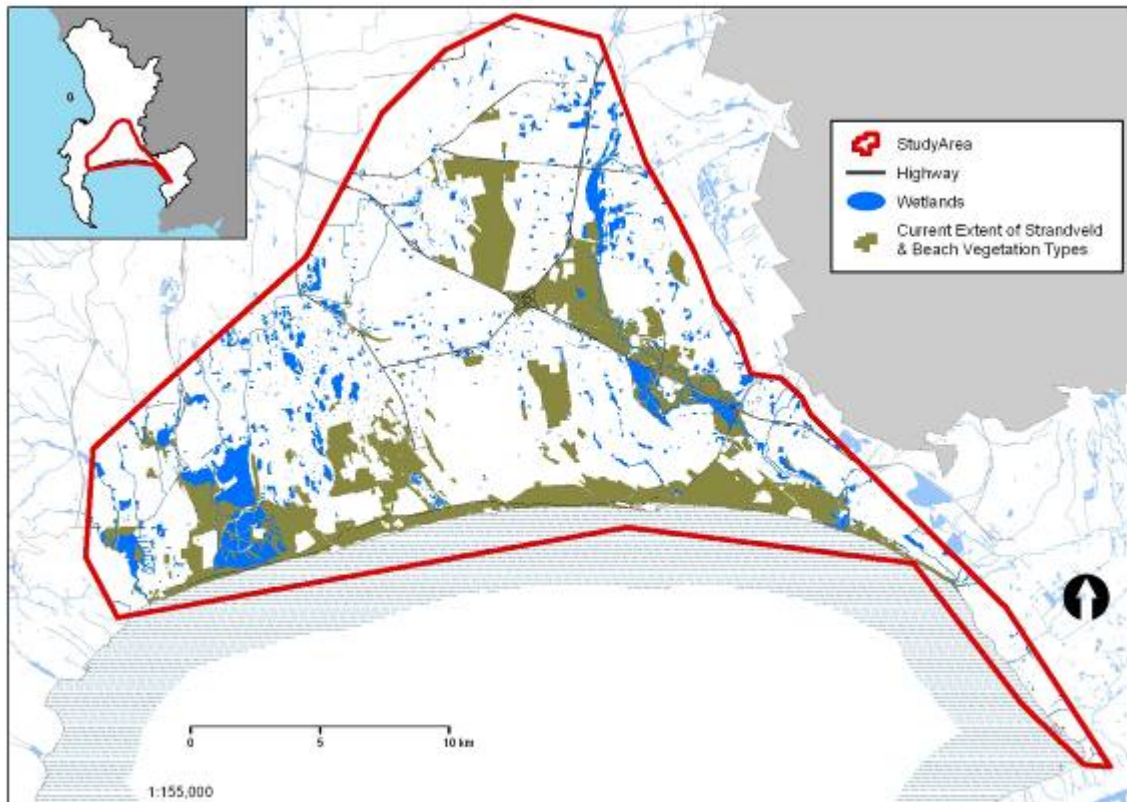 StudyArea
Highway
Wetlands
Current Extent of Strandveld
& Beach Vegetation Types
0 5 10 km
1:155,000